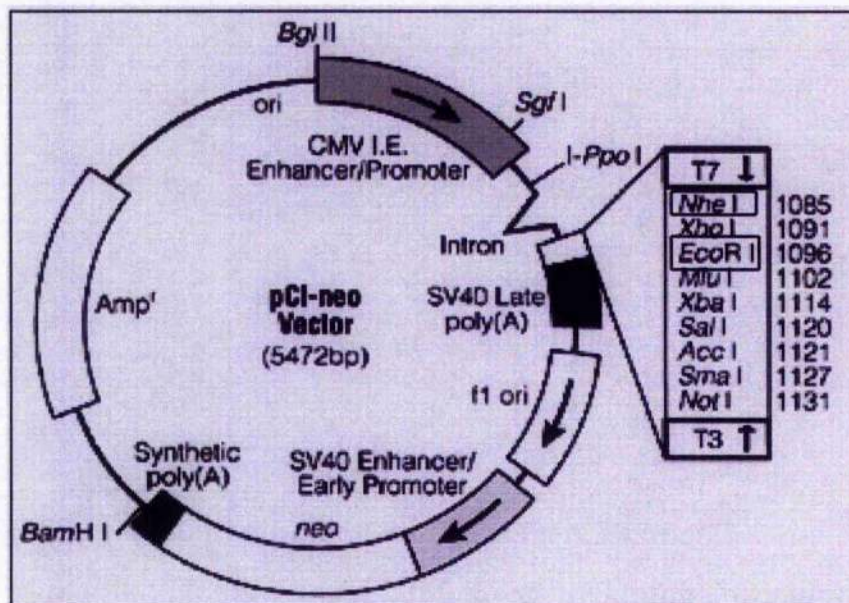 Bgl II
ori
Sgf I
CMV I.E.
Enhancer/Promoter
I-Ppo I
T7
Nhe I 1085
Xho I 1091
EcoR I 1096
Mlu I 1102
Xba I 1114
Sal I 1120
Acc I 1121
Sma I 1127
Not I 1131
T3
Intron
Ampr
pCI-neo
Vector
(5472bp)
SV40 Late
poly(A)
f1 ori
Synthetic
poly(A)
SV40 Enhancer/
Early Promoter
neo
BamH I